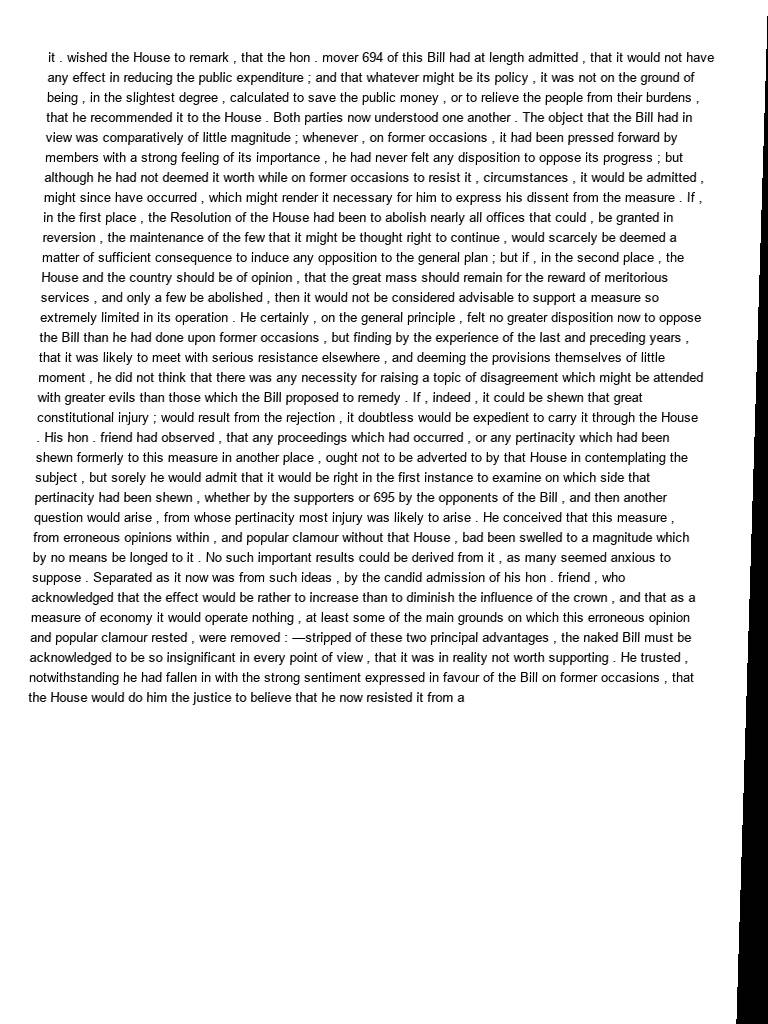 it . wished the House to remark , that the hon . mover 694 of this Bill had at length admitted , that it would not have
any effect in reducing the public expenditure ; and that whatever might be its policy , it was not on the ground of
being , in the slightest degree , calculated to save the public money , or to relieve the people from their burdens ,
that he recommended it to the House . Both parties now understood one another . The object that the Bill had in
view was comparatively of little magnitude ; whenever , on former occasions , it had been pressed forward by
members with a strong feeling of its importance , he had never felt any disposition to oppose its progress ; but
although he had not deemed it worth while on former occasions to resist it , circumstances , it would be admitted ,
might since have occurred , which might render it necessary for him to express his dissent from the measure . If ,
in the first place , the Resolution of the House had been to abolish nearly all offices that could , be granted in
reversion , the maintenance of the few that it might be thought right to continue , would scarcely be deemed a
matter of sufficient consequence to induce any opposition to the general plan ; but if , in the second place , the
House and the country should be of opinion , that the great mass should remain for the reward of meritorious
services , and only a few be abolished , then it would not be considered advisable to support a measure so
extremely limited in its operation . He certainly , on the general principle , felt no greater disposition now to oppose
the Bill than he had done upon former occasions , but finding by the experience of the last and preceding years ,
that it was likely to meet with serious resistance elsewhere , and deeming the provisions themselves of little
moment , he did not think that there was any necessity for raising a topic of disagreement which might be attended
with greater evils than those which the Bill proposed to remedy . If , indeed , it could be shewn that great
constitutional injury ; would result from the rejection , it doubtless would be expedient to carry it through the House
. His hon . friend had observed , that any proceedings which had occurred , or any pertinacity which had been
shewn formerly to this measure in another place , ought not to be adverted to by that House in contemplating the
subject , but sorely he would admit that it would be right in the first instance to examine on which side that
pertinacity had been shewn , whether by the supporters or 695 by the opponents of the Bill , and then another
question would arise , from whose pertinacity most injury was likely to arise . He conceived that this measure ,
from erroneous opinions within , and popular clamour without that House , bad been swelled to a magnitude which
by no means be longed to it . No such important results could be derived from it , as many seemed anxious to
suppose . Separated as it now was from such ideas , by the candid admission of his hon . friend , who
acknowledged that the effect would be rather to increase than to diminish the influence of the crown , and that as a
measure of economy it would operate nothing , at least some of the main grounds on which this erroneous opinion
and popular clamour rested , were removed : —stripped of these two principal advantages , the naked Bill must be
acknowledged to be so insignificant in every point of view , that it was in reality not worth supporting . He trusted ,
notwithstanding he had fallen in with the strong sentiment expressed in favour of the Bill on former occasions , that
the House would do him the justice to believe that he now resisted it from a